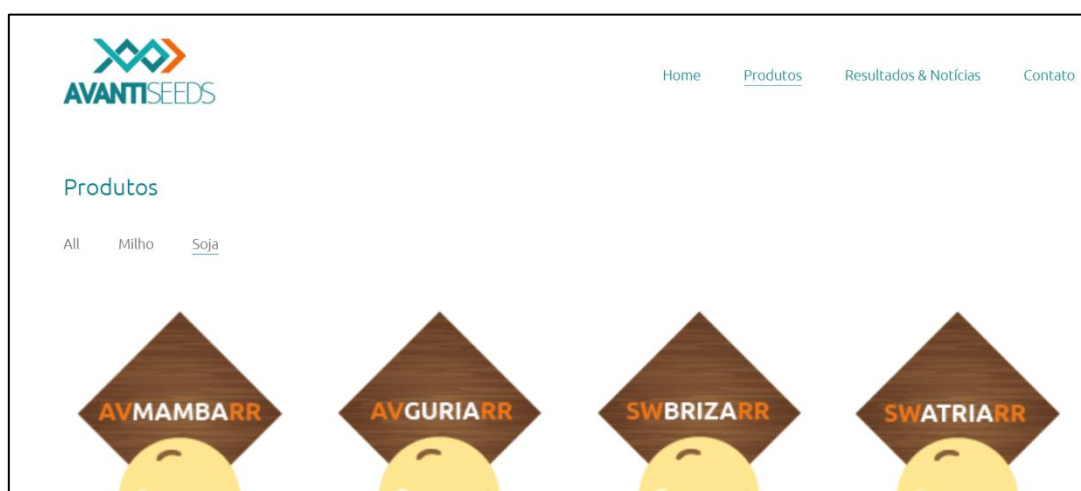 AVANTISEEDS
Home Produtos Resultados & Notícias Contato
Produtos
All Milho Soja
AVMAMBARR AVGURIARR SWBRIZARR SWATRIARR